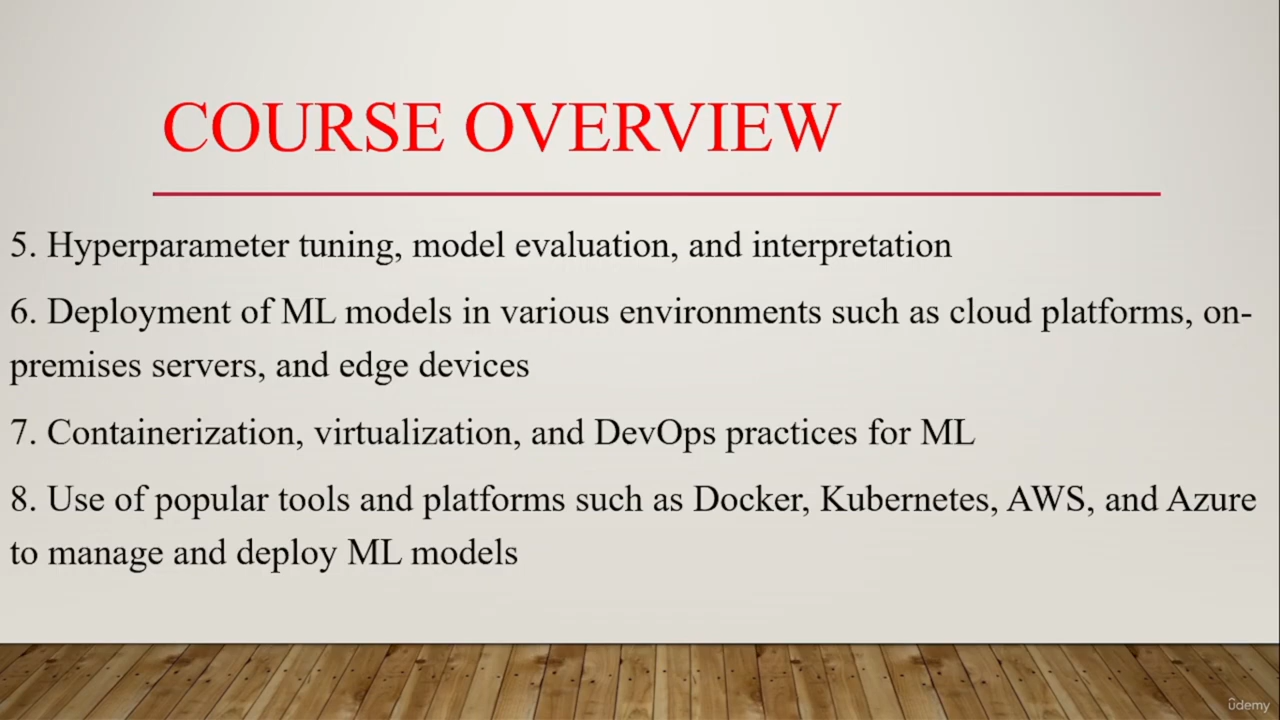 COURSE OVERVIEW
5. Hyperparameter tuning, model evaluation, and interpretation
6. Deployment of ML models in various environments such as cloud platforms, on-
premises servers, and edge devices
7. Containerization, virtualization, and DevOps practices for ML
8. Use of popular tools and platforms such as Docker, Kubernetes, AWS, and Azure
to manage and deploy ML models
ûdemy